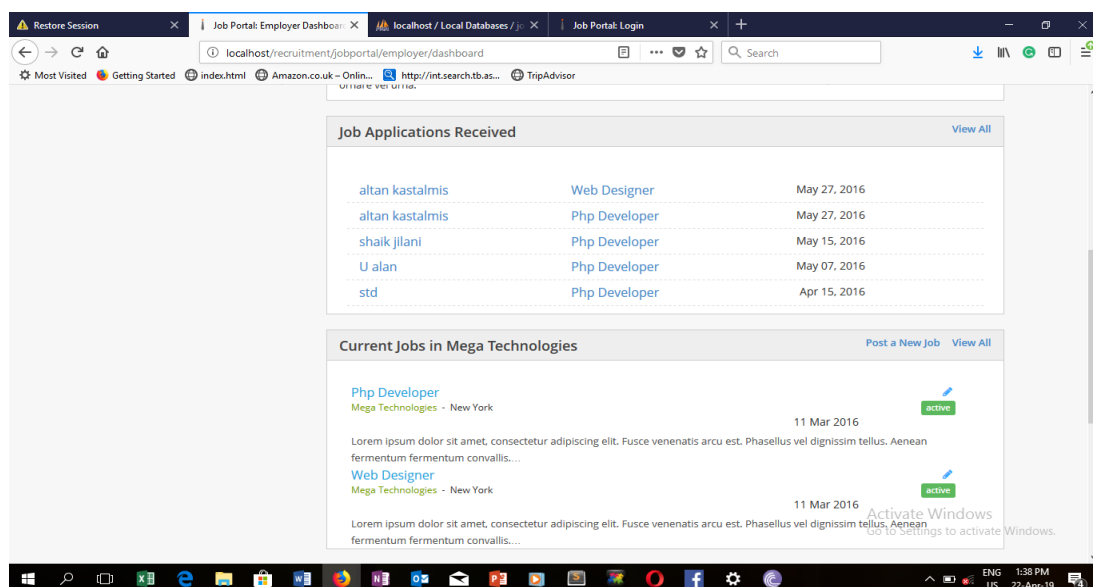 Restore Session
Job Portal: Employer Dashboar
localhost / Local Databases / jo
Job Portal: Login
localhost/recruitment/jobportal/employer/dashboard
Search
Most Visited Getting Started index.html Amazon.co.uk – Onlin... http://int.search.tb.as... TripAdvisor
ornare vel urna.
Job Applications Received View All
altan kastalmis Web Designer May 27, 2016
altan kastalmis Php Developer May 27, 2016
shaik jilani Php Developer May 15, 2016
U alan Php Developer May 07, 2016
std Php Developer Apr 15, 2016
Current Jobs in Mega Technologies Post a New Job View All
Php Developer
Mega Technologies - New York active
11 Mar 2016
Lorem ipsum dolor sit amet, consectetur adipiscing elit. Fusce venenatis arcu est. Phasellus vel dignissim tellus. Aenean
fermentum fermentum convallis....
Web Designer
Mega Technologies - New York active
11 Mar 2016
Activate Windows
Lorem ipsum dolor sit amet, consectetur adipiscing elit. Fusce venenatis arcu est. Phasellus vel dignissim tellus. Aenean
Go to Settings to activate Windows.
fermentum fermentum convallis....
ENG 1:38 PM
US 22-Apr-19